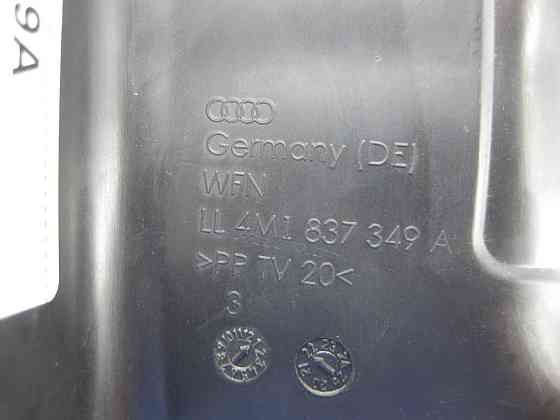 9A
Germany (DE)
WFN
LL 4M1 837 349 A
>PP TV 20<
3